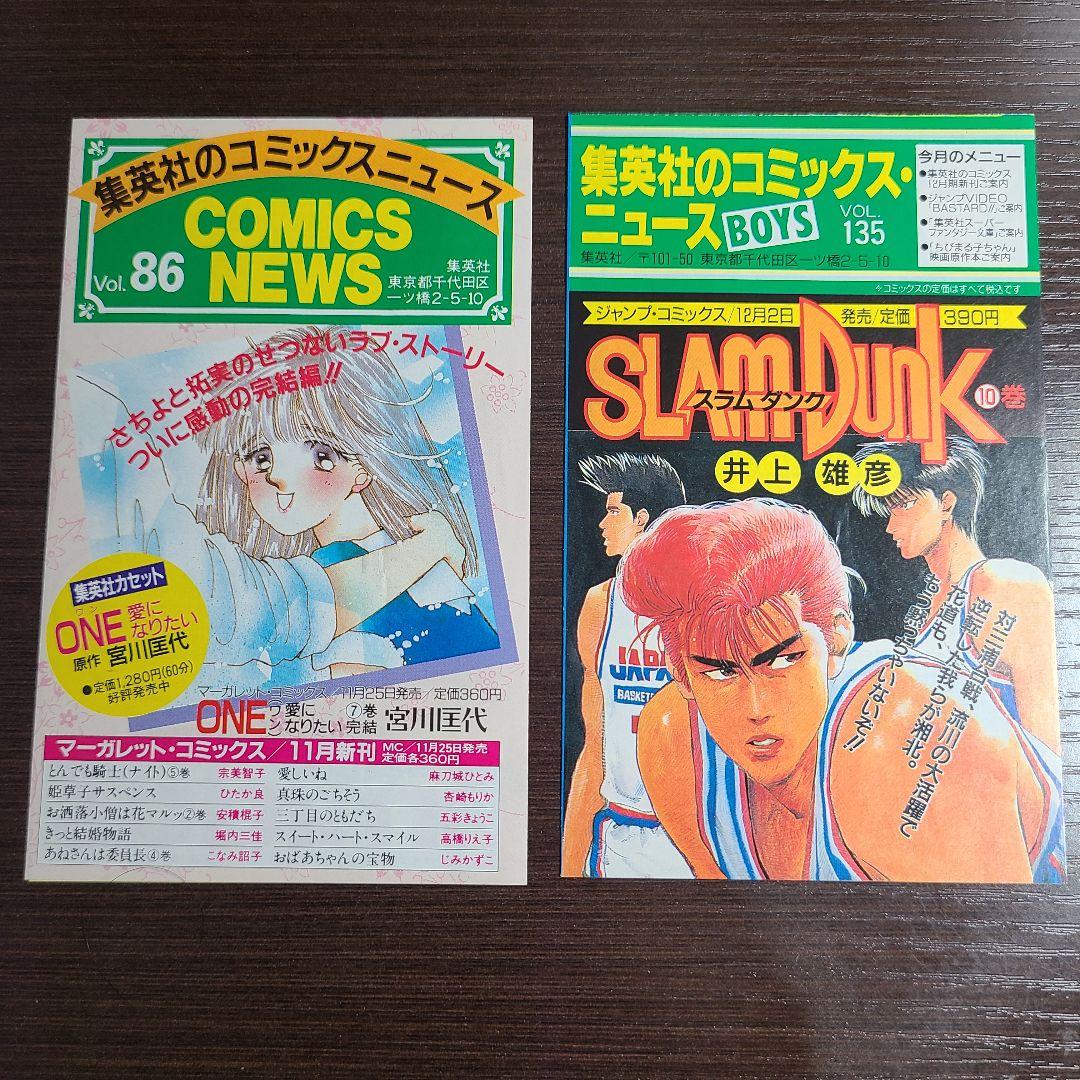 集英社のコミックスニュース
COMICS
NEWS
Vol. 86
集英社
東京都千代田区
一ツ橋2-5-10
さちよと拓実のせつないラブ・ストーリー
ついに感動の完結編!!
集英社カセット
ワン
ONE 愛に
なりたい
原作 宮川匡代
●定価1,280円(60分)
好評発売中
マーガレット・コミックス/11月25日発売/定価360円
ONE ワン 愛に
なりたい ⑦巻
完結 宮川匡代
マーガレット・コミックス/11月新刊 MC/11月25日発売
定価各360円
とんでも騎士(ナイト)⑤巻 宗美智子
姫草子サスペンス ひたか良
お洒落小僧は花マルッ②巻 安積棍子
きっと結婚物語 堀内三佳
あねさんは委員長④巻 こなみ詔子
愛しいね 麻刀城ひとみ
真珠のごちそう 杏崎もりか
三丁目のともだち 五彩きょうこ
スイート・ハート・スマイル 高橋りえ子
おばあちゃんの宝物 じみかずこ
集英社のコミックス・
ニュース BOYS VOL.
135
集英社/〒101-50 東京都千代田区一ツ橋2-5-10
今月のメニュー
●集英社のコミックス
12月期新刊ご案内
●ジャンプVIDEO
「BASTARD!!」ご案内
●「集英社スーパー
ファンタジー文庫」ご案内
●「ちびまる子ちゃん」
映画原作本ご案内
※コミックスの定価はすべて税込です
ジャンプ・コミックス/12月2日 発売/定価 390円
SLAM DUNK
スラムダンク
⑩巻
井上雄彦
JAPA
BASKET
対三浦台戦、流川の大活躍で
逆転した我らが湘北。
花道も、
もう黙っちゃいないぞ!!